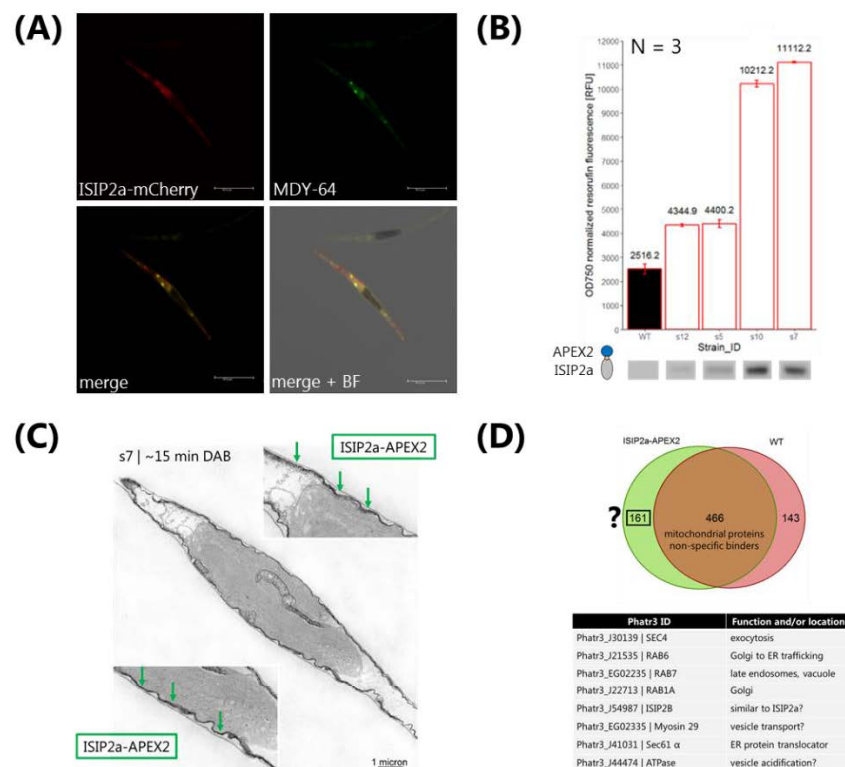 (A)
ISIP2a-mCherry
MDY-64
merge
merge + BF
(B)
N = 3
OD750 normalized resorufin fluorescence [RFU]
12000
11000
10000
9000
8000
7000
6000
5000
4000
3000
2000
1000
0
2516.2
4344.9
4400.2
10212.2
11112.2
WT
s12
s5
s10
s7
Strain_ID
APEX2
ISIP2a
(C)
s7 | ~15 min DAB
ISIP2a-APEX2
ISIP2a-APEX2
1 micron
(D)
ISIP2a-APEX2
WT
?
161
466
143
mitochondrial proteins
non-specific binders
Phatr3 ID Function and/or location
Phatr3_J30139 | SEC4 exocytosis
Phatr3_J21535 | RAB6 Golgi to ER trafficking
Phatr3_EG02235 | RAB7 late endosomes, vacuole
Phatr3_J22713 | RAB1A Golgi
Phatr3_J54987 | ISIP2B similar to ISIP2a?
Phatr3_EG02335 | Myosin 29 vesicle transport?
Phatr3_J41031 | Sec61 α ER protein translocator
Phatr3_J44474 | ATPase vesicle acidification?